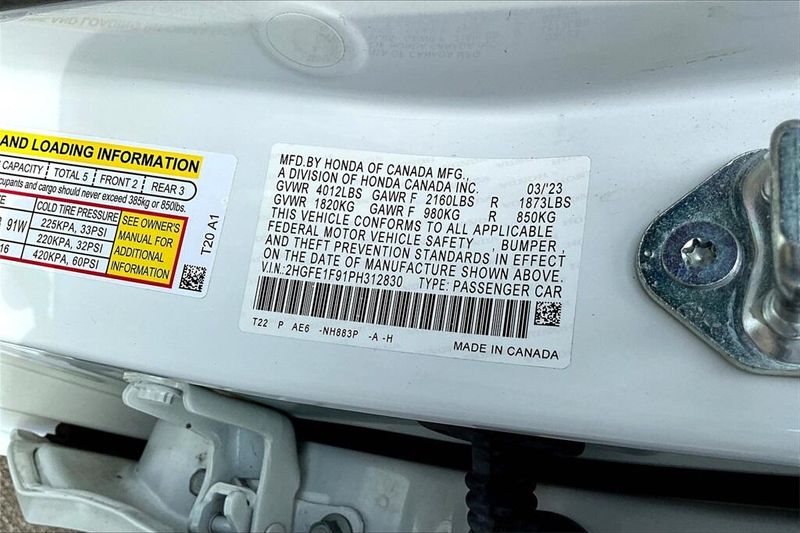 AND LOADING INFORMATION
CAPACITY TOTAL 5 FRONT 2 REAR 3
cupants and cargo should never exceed 385kg or 850lbs.
COLD TIRE PRESSURE
91W 225KPA, 33PSI
220KPA, 32PSI
16 420KPA, 60PSI
SEE OWNER'S
MANUAL FOR
ADDITIONAL
INFORMATION
T20 A1
MFD.BY HONDA OF CANADA MFG.,
A DIVISION OF HONDA CANADA INC. 03/'23
GVWR 4012LBS GAWR F 2160LBS R 1873LBS
GVWR 1820KG GAWR F 980KG R 850KG
THIS VEHICLE CONFORMS TO ALL APPLICABLE
FEDERAL MOTOR VEHICLE SAFETY , BUMPER
AND THEFT PREVENTION STANDARDS IN EFFECT
ON THE DATE OF MANUFACTURE SHOWN ABOVE.
V.I.N:2HGFE1F91PH312830 TYPE: PASSENGER CAR
T22 P AE6 -NH883P -A -H
MADE IN CANADA